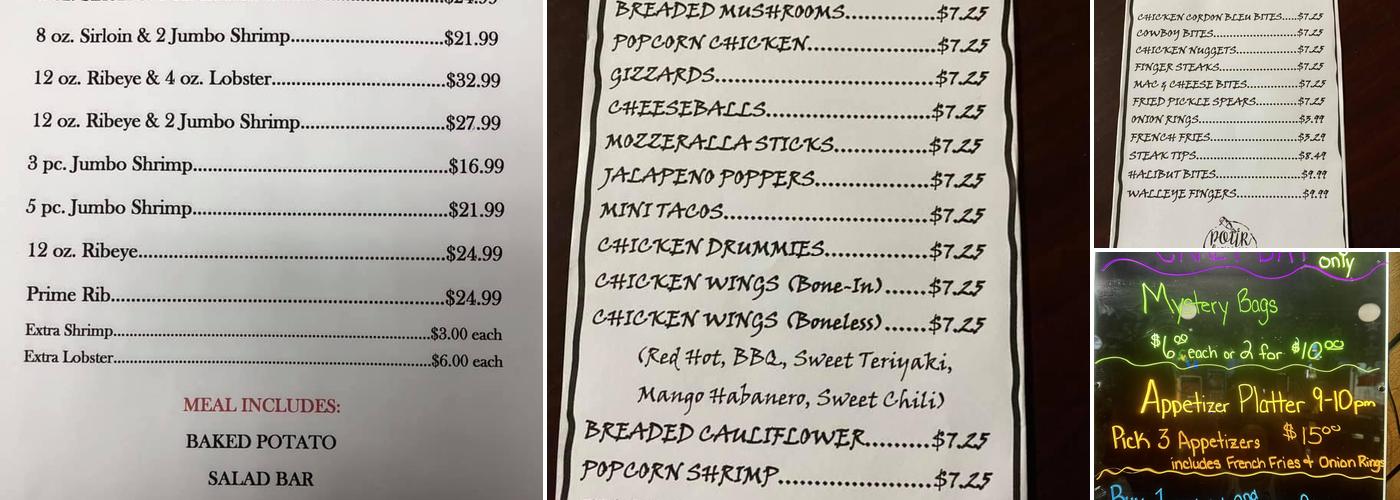 8 oz. Sirloin & 2 Jumbo Shrimp...$21.99
12 oz. Ribeye & 4 oz. Lobster...$32.99
12 oz. Ribeye & 2 Jumbo Shrimp...$27.99
3 pc. Jumbo Shrimp...$16.99
5 pc. Jumbo Shrimp...$21.99
12 oz. Ribeye...$24.99
Prime Rib...$24.99
Extra Shrimp...$3.00 each
Extra Lobster...$6.00 each
MEAL INCLUDES:
BAKED POTATO
SALAD BAR
BREADED MUSHROOMS...$7.25
POPCORN CHICKEN...$7.25
GIZZARDS...$7.25
CHEESEBALLS...$7.25
MOZZERALLA STICKS...$7.25
JALAPENO POPPERS...$7.25
MINI TACOS...$7.25
CHICKEN DRUMMIES...$7.25
CHICKEN WINGS (Bone-In)...$7.25
CHICKEN WINGS (Boneless)...$7.25
(Red Hot, BBQ, Sweet Teriyaki,
Mango Habanero, Sweet Chili)
BREADED CAULIFLOWER...$7.25
POPCORN SHRIMP...$7.25
CHICKEN CORDON BLEU BITES...$7.25
COWBOY BITES...$7.25
CHICKEN NUGGETS...$7.25
FINGER STEAKS...$7.25
MAC & CHEESE BITES...$7.25
FRIED PICKLE SPEARS...$7.25
ONION RINGS...$3.99
FRENCH FRIES...$3.29
STEAK TIPS...$8.49
HALIBUT BITES...$9.99
WALLEYE FINGERS...$9.99
POUR
only
Mystery Bags
$6.00 each or 2 for $10.00
Appetizer Platter 9-10pm
Pick 3 Appetizers $15.00
includes French Fries + Onion Rings